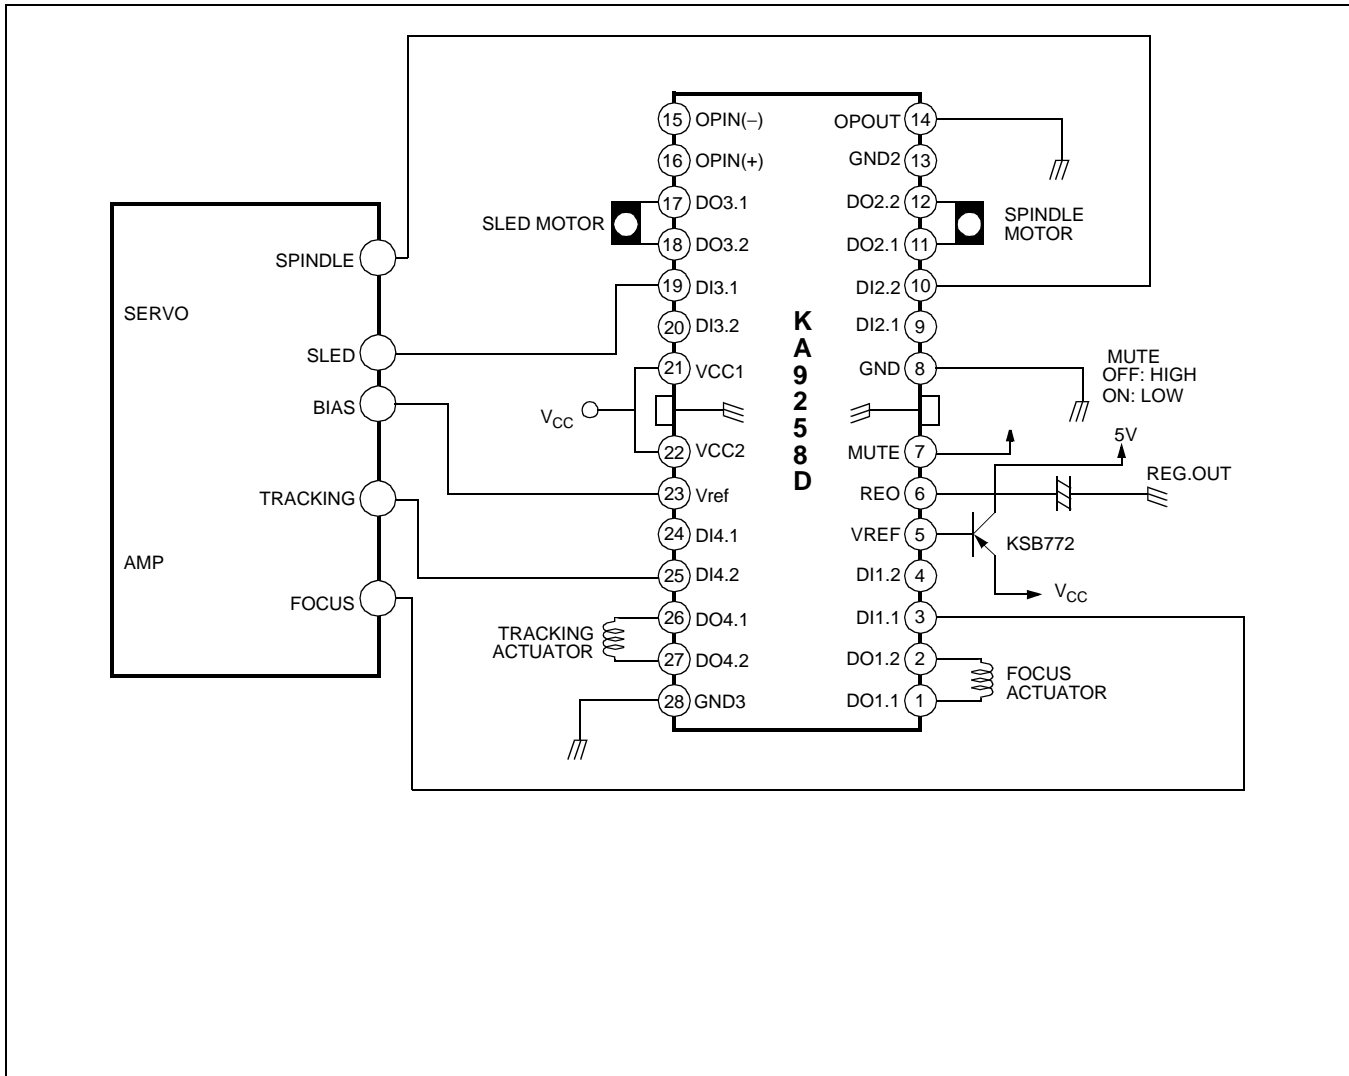 15 OPIN(−)
16 OPIN(+)
17 DO3.1
18 DO3.2
19 DI3.1
20 DI3.2
21 VCC1
22 VCC2
23 Vref
24 DI4.1
25 DI4.2
26 DO4.1
27 DO4.2
28 GND3
OPOUT 14
GND2 13
DO2.2 12
DO2.1 11
DI2.2 10
DI2.1 9
GND 8
MUTE 7
REO 6
VREF 5
DI1.2 4
DI1.1 3
DO1.2 2
DO1.1 1
K
A
9
2
5
8
D
SERVO
AMP
SPINDLE
SLED
BIAS
TRACKING
FOCUS
SLED MOTOR
VCC
TRACKING
ACTUATOR
SPINDLE
MOTOR
MUTE
OFF: HIGH
ON: LOW
5V
REG.OUT
KSB772
VCC
FOCUS
ACTUATOR